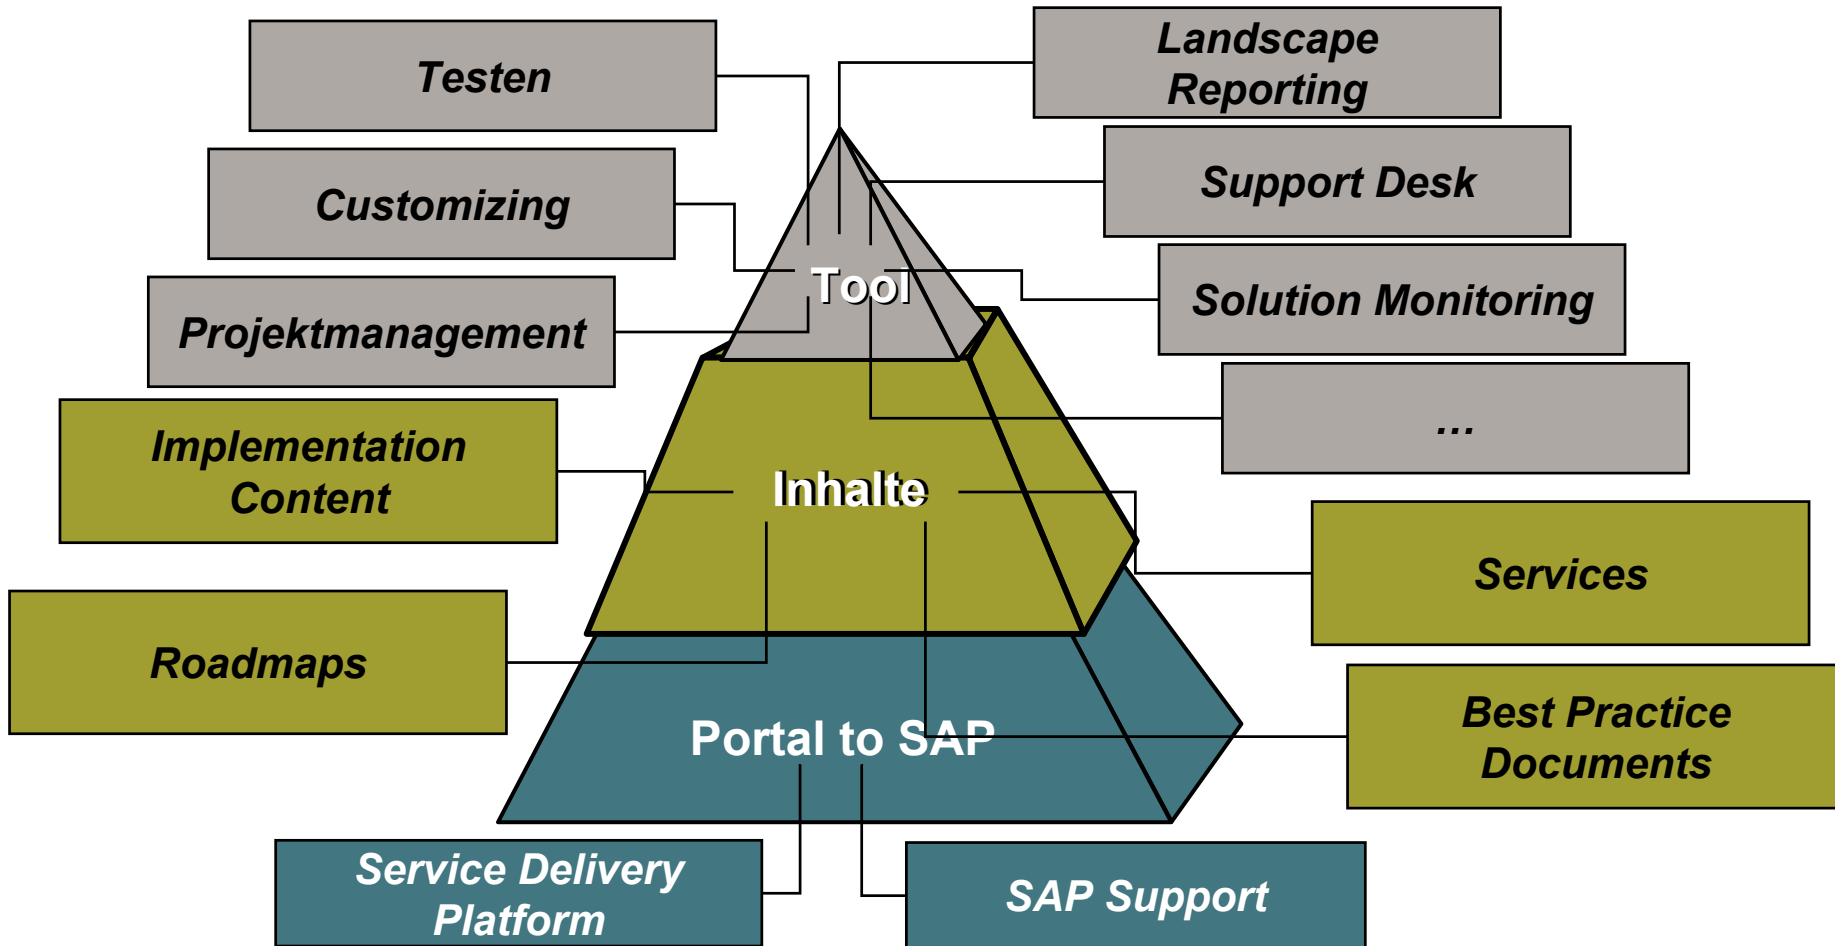 Testen
Customizing
Projektmanagement
Landscape
Reporting
Support Desk
Solution Monitoring
…
Tool
Implementation
Content
Inhalte
Services
Roadmaps
Best Practice
Documents
Portal to SAP
Service Delivery
Platform
SAP Support